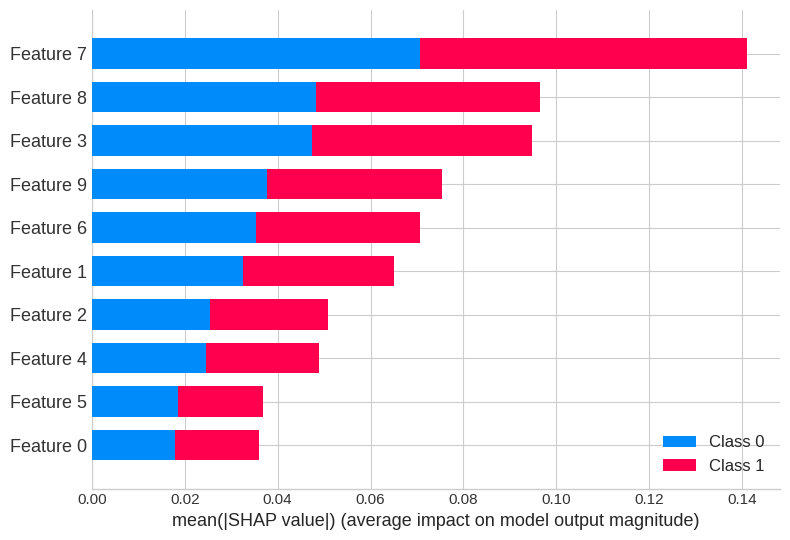 Feature 7
Feature 8
Feature 3
Feature 9
Feature 6
Feature 1
Feature 2
Feature 4
Feature 5
Feature 0
Class 0
Class 1
0.00 0.02 0.04 0.06 0.08 0.10 0.12 0.14
mean(|SHAP value|) (average impact on model output magnitude)